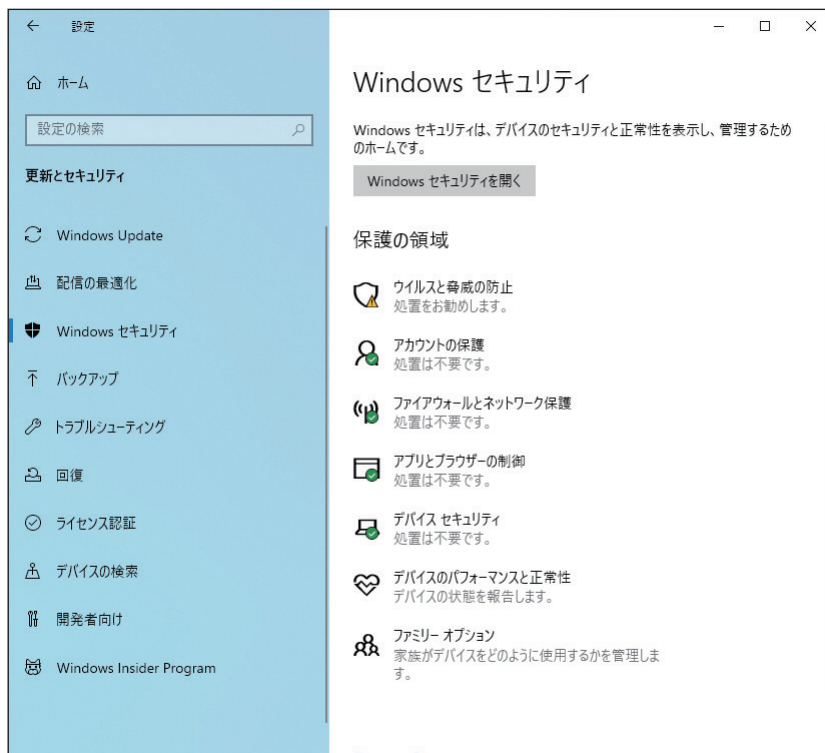 設定
ホーム
設定の検索
更新とセキュリティ
Windows Update
配信の最適化
Windows セキュリティ
バックアップ
トラブルシューティング
回復
ライセンス認証
デバイスの検索
開発者向け
Windows Insider Program
Windows セキュリティ
Windows セキュリティは、デバイスのセキュリティと正常性を表示し、管理するため
のホームです。
Windows セキュリティを開く
保護の領域
ウイルスと脅威の防止
処置をお勧めします。
アカウントの保護
処置は不要です。
ファイアウォールとネットワーク保護
処置は不要です。
アプリとブラウザーの制御
処置は不要です。
デバイス セキュリティ
処置は不要です。
デバイスのパフォーマンスと正常性
デバイスの状態を報告します。
ファミリー オプション
家族がデバイスをどのように使用するかを管理しま
す。